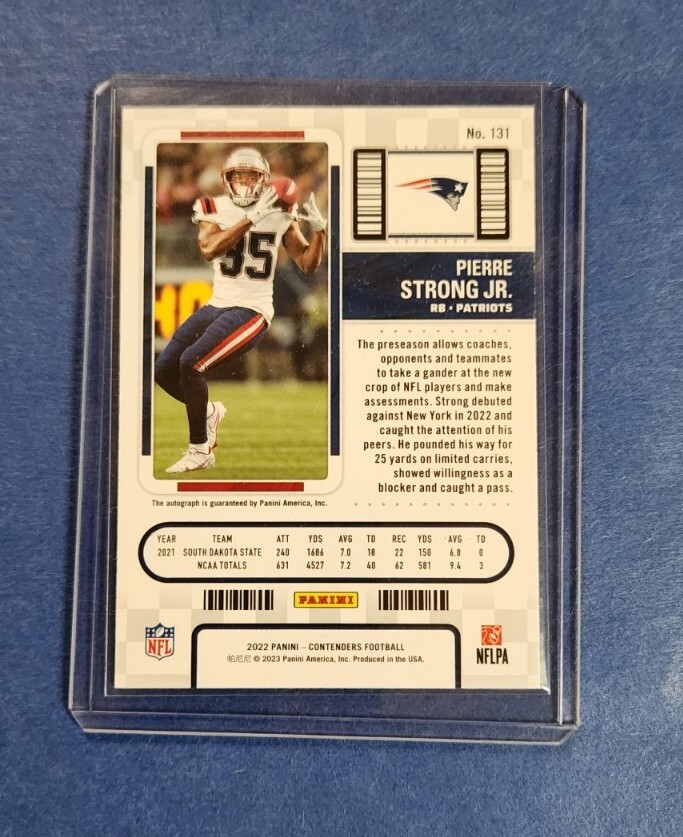 No. 131
PIERRE
STRONG JR.
RB • PATRIOTS
35
The preseason allows coaches,
opponents and teammates
to take a gander at the new
crop of NFL players and make
assessments. Strong debuted
against New York in 2022 and
caught the attention of his
peers. He pounded his way for
25 yards on limited carries,
showed willingness as a
blocker and caught a pass.
The autograph is guaranteed by Panini America, Inc.
YEAR TEAM ATT YDS AVG TD REC YDS AVG TD
2021 SOUTH DAKOTA STATE 240 1686 7.0 18 22 150 6.8 0
NCAA TOTALS 631 4527 7.2 40 62 581 9.4 3
PANINI
NFL
2022 PANINI – CONTENDERS FOOTBALL
帕尼尼 © 2023 Panini America, Inc. Produced in the USA.
NFLPA